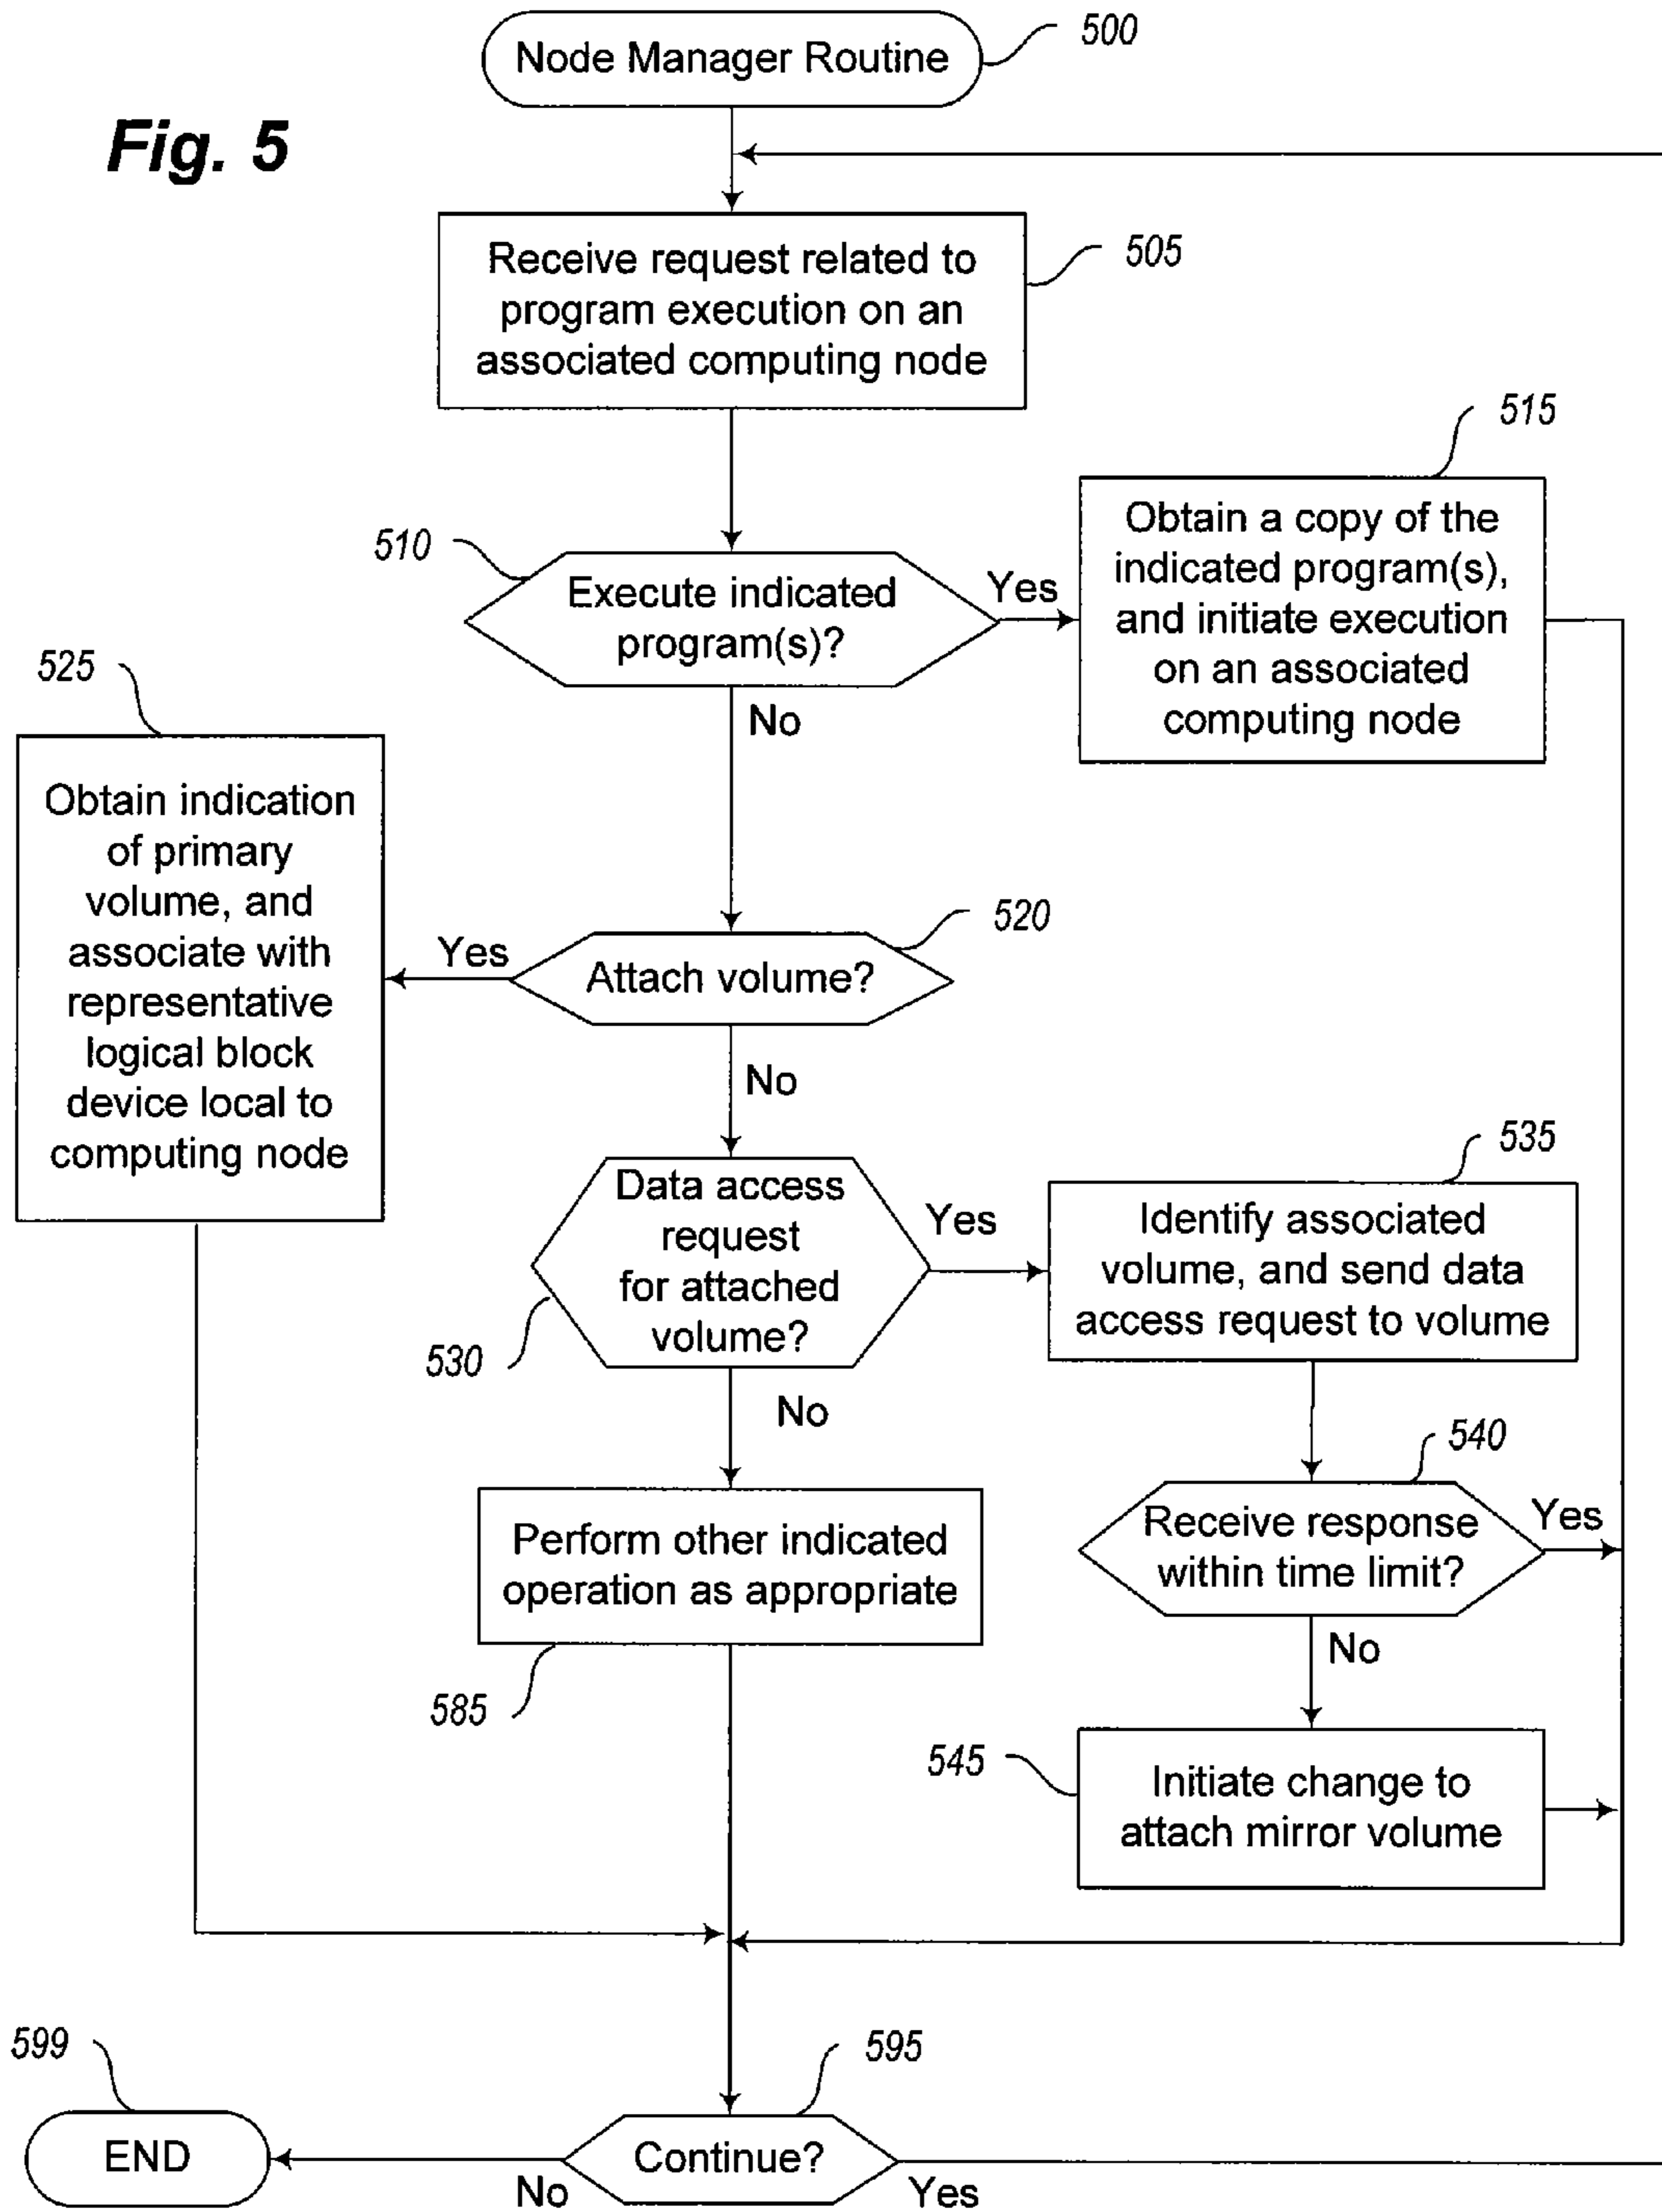 Fig. 5
Node Manager Routine
500
Receive request related to
program execution on an
associated computing node
505
510
Execute indicated
program(s)?
Yes
No
515
Obtain a copy of the
indicated program(s),
and initiate execution
on an associated
computing node
525
Obtain indication
of primary
volume, and
associate with
representative
logical block
device local to
computing node
520
Attach volume?
Yes
No
Data access
request
for attached
volume?
530
Yes
No
535
Identify associated
volume, and send data
access request to volume
540
Receive response
within time limit?
Yes
No
Perform other indicated
operation as appropriate
585
545
Initiate change to
attach mirror volume
599
END
595
Continue?
No
Yes